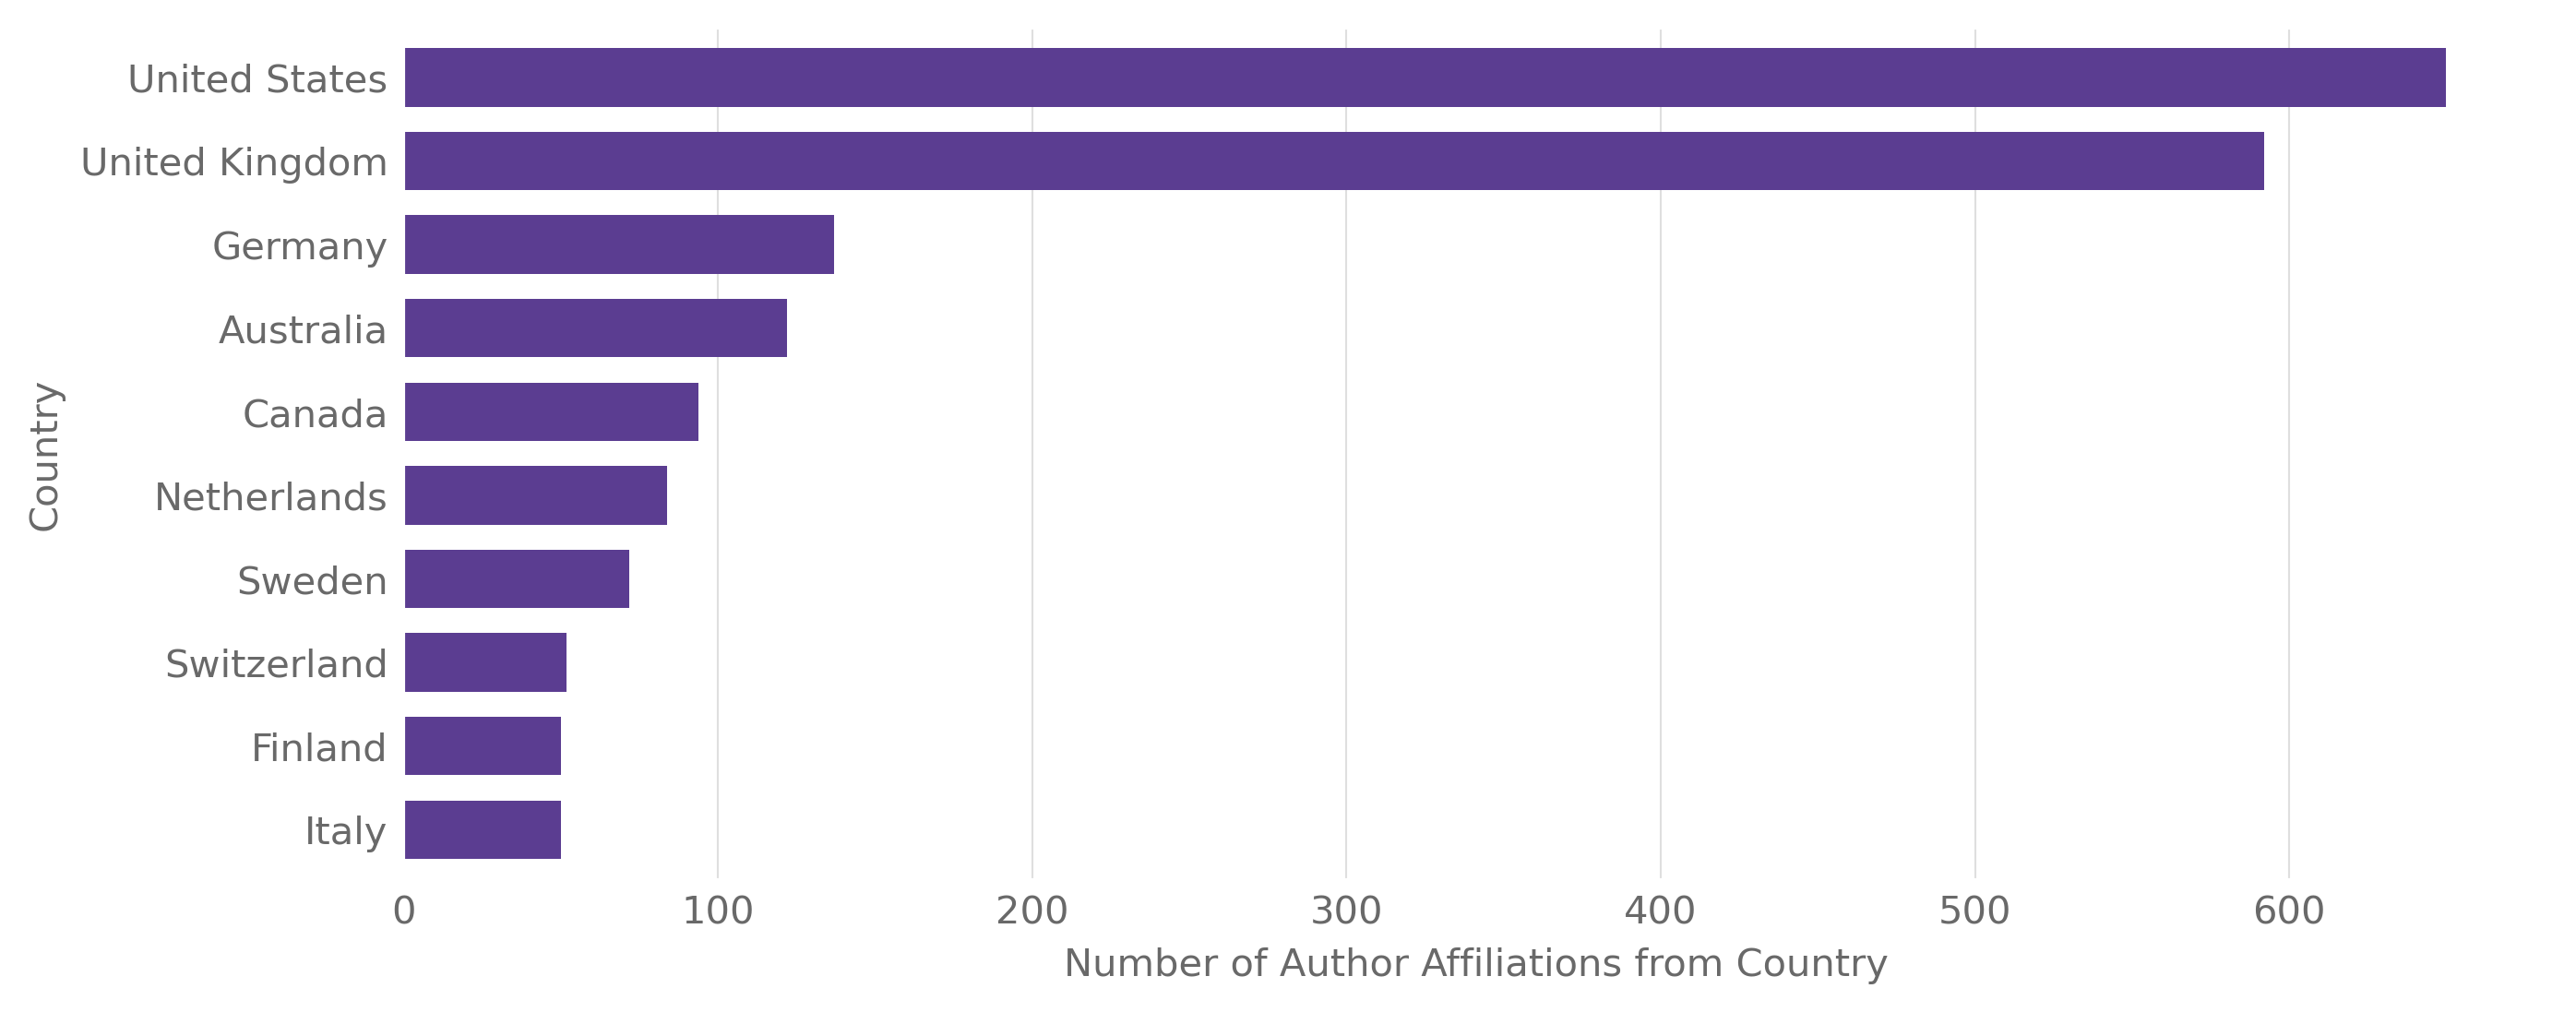 United States
United Kingdom
Germany
Australia
Canada
Netherlands
Sweden
Switzerland
Finland
Italy
Country
0 100 200 300 400 500 600
Number of Author Affiliations from Country